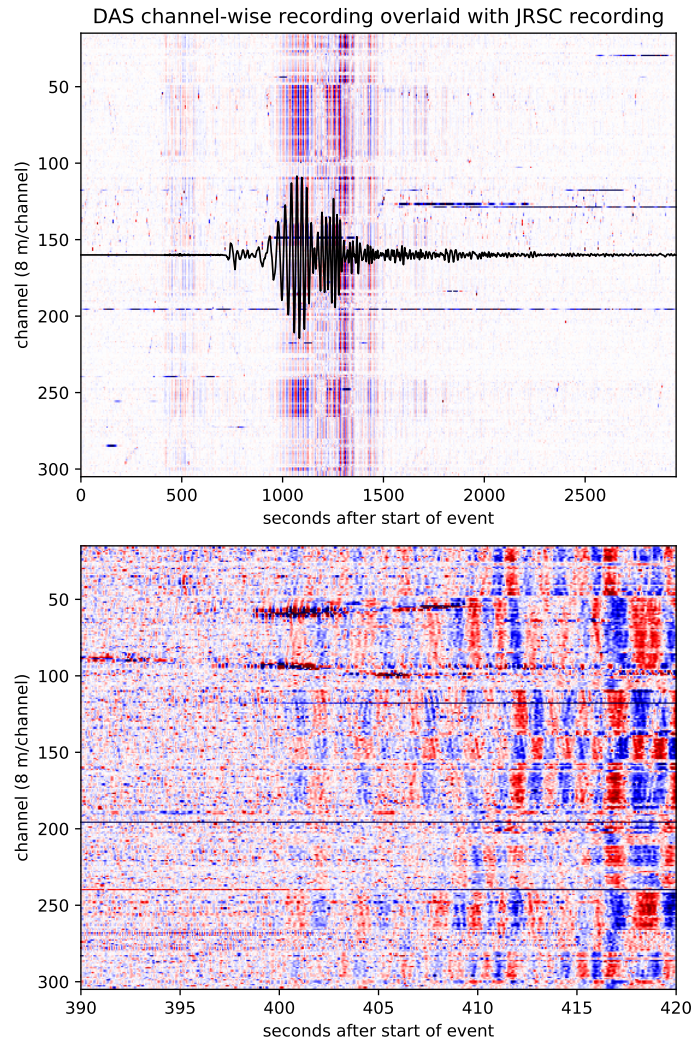 DAS channel-wise recording overlaid with JRSC recording
channel (8 m/channel)
50
100
150
200
250
300
0 500 1000 1500 2000 2500
seconds after start of event
channel (8 m/channel)
50
100
150
200
250
300
390 395 400 405 410 415 420
seconds after start of event